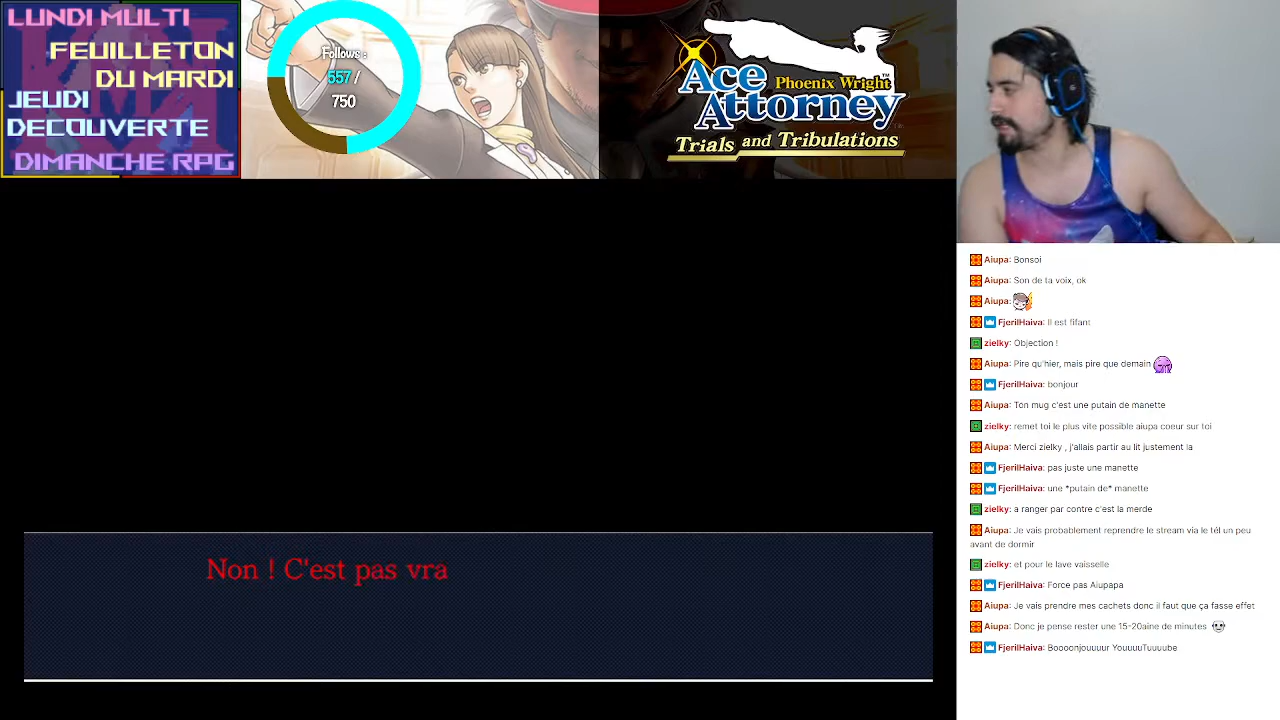 LUNDI MULTI
FEUILLETON
DU MARDI
JEUDI
DECOUVERTE
DIMANCHE RPG
Follows :
557 /
750
Phoenix Wright
Ace
Attorney
Trials and Tribulations
Aiupa: Bonsoi
Aiupa: Son de ta voix, ok
Aiupa:
FjerilHaiva: Il est fifant
zielky: Objection !
Aiupa: Pire qu'hier, mais pire que demain
FjerilHaiva: bonjour
Aiupa: Ton mug c'est une putain de manette
zielky: remet toi le plus vite possible aiupa coeur sur toi
Aiupa: Merci zielky , j'allais partir au lit justement la
FjerilHaiva: pas juste une manette
FjerilHaiva: une *putain de* manette
zielky: a ranger par contre c'est la merde
Aiupa: Je vais probablement reprendre le stream via le tél un peu
avant de dormir
zielky: et pour le lave vaisselle
FjerilHaiva: Force pas Aiupapa
Aiupa: Je vais prendre mes cachets donc il faut que ça fasse effet
Aiupa: Donc je pense rester une 15-20aine de minutes
FjerilHaiva: Boooonjouuuur YouuuuTuuuube
Non ! C'est pas vra